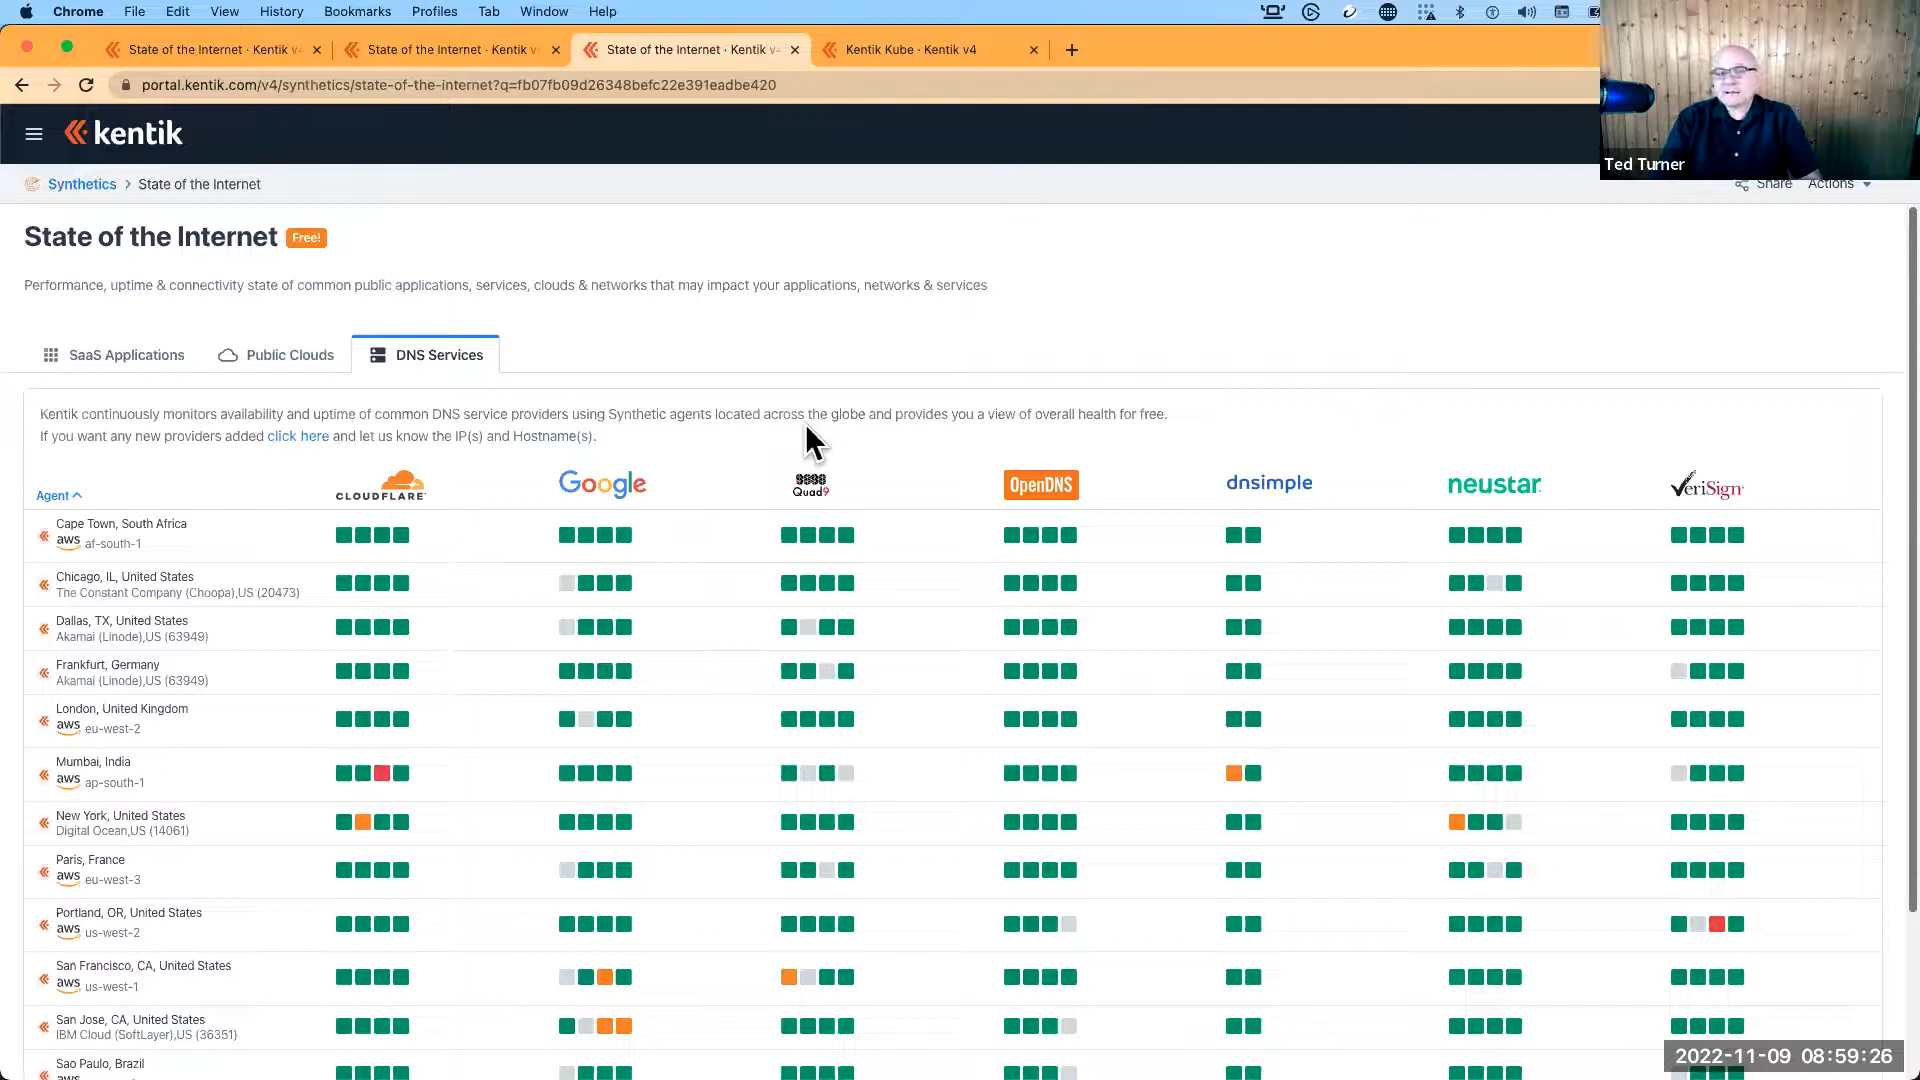 Chrome File Edit View History Bookmarks Profiles Tab Window Help
State of the Internet · Kentik v State of the Internet · Kentik v State of the Internet · Kentik v Kentik Kube · Kentik v4
portal.kentik.com/v4/synthetics/state-of-the-internet?q=fb07fb09d26348befc22e391eadbe420
kentik
Ted Turner
Synthetics > State of the Internet
Share Actions
State of the Internet Free!
Performance, uptime & connectivity state of common public applications, services, clouds & networks that may impact your applications, networks & services
SaaS Applications Public Clouds DNS Services
Kentik continuously monitors availability and uptime of common DNS service providers using Synthetic agents located across the globe and provides you a view of overall health for free.
If you want any new providers added click here and let us know the IP(s) and Hostname(s).
Agent CLOUDFLARE Google Quad9 OpenDNS dnsimple neustar VeriSign
Cape Town, South Africa
aws af-south-1
Chicago, IL, United States
The Constant Company (Choopa),US (20473)
Dallas, TX, United States
Akamai (Linode),US (63949)
Frankfurt, Germany
Akamai (Linode),US (63949)
London, United Kingdom
aws eu-west-2
Mumbai, India
aws ap-south-1
New York, United States
Digital Ocean,US (14061)
Paris, France
aws eu-west-3
Portland, OR, United States
aws us-west-2
San Francisco, CA, United States
aws us-west-1
San Jose, CA, United States
IBM Cloud (SoftLayer),US (36351)
Sao Paulo, Brazil
aws
2022-11-09 08:59:26